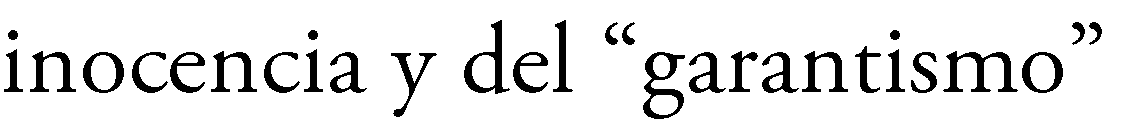 inocencia y del “garantismo”